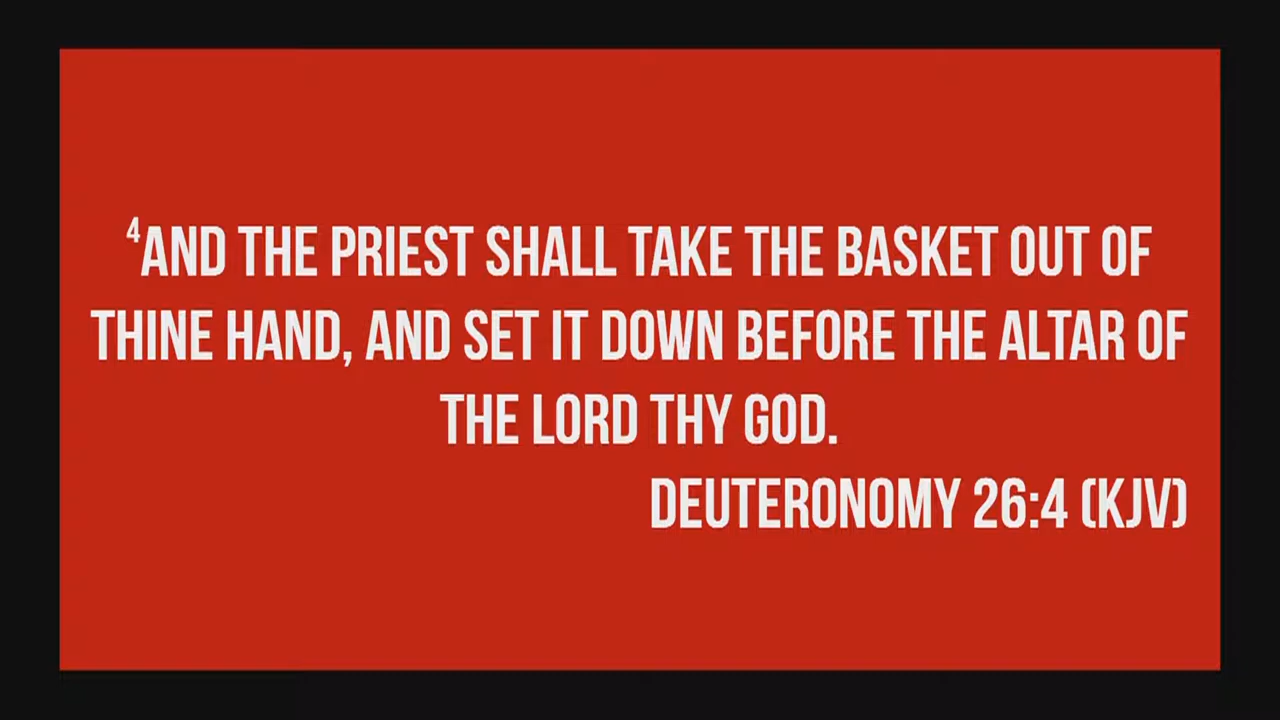 ⁴AND THE PRIEST SHALL TAKE THE BASKET OUT OF
THINE HAND, AND SET IT DOWN BEFORE THE ALTAR OF
THE LORD THY GOD.
DEUTERONOMY 26:4 (KJV)